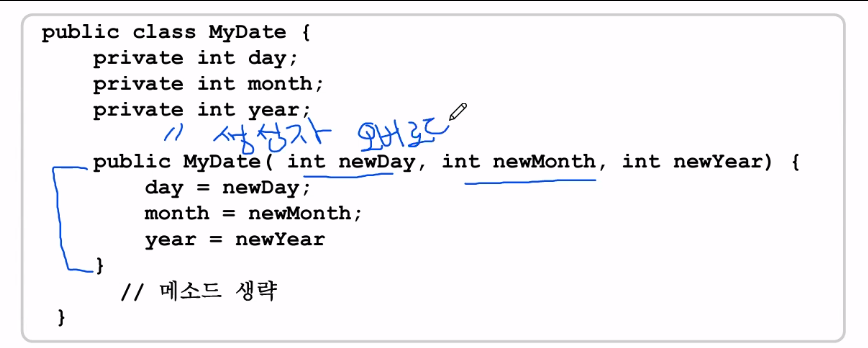 public class MyDate {
private int day;
private int month;
private int year;
// 생성자 오버로드
public MyDate( int newDay, int newMonth, int newYear) {
day = newDay;
month = newMonth;
year = newYear
}
// 메소드 생략
}